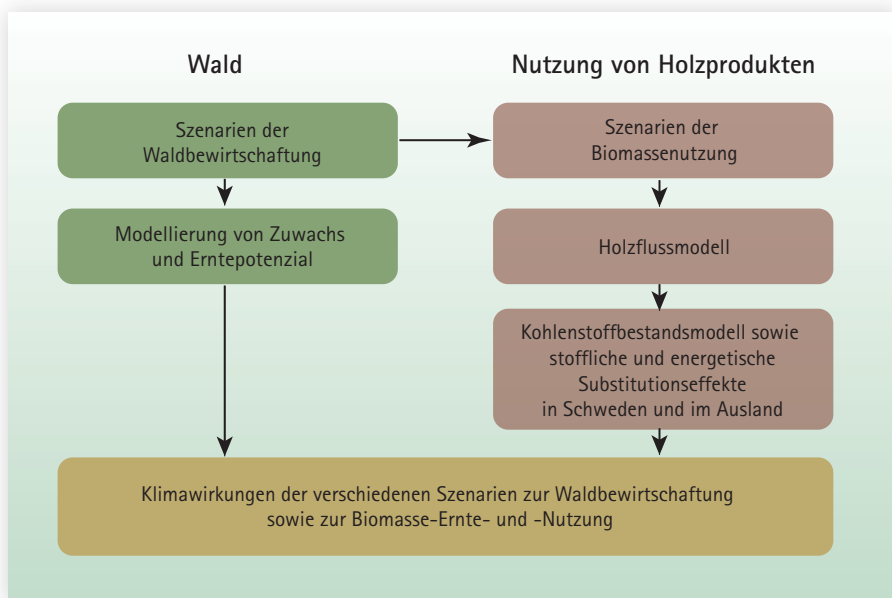 Wald
Nutzung von Holzprodukten
Szenarien der
Waldbewirtschaftung
Szenarien der
Biomassenutzung
Modellierung von Zuwachs
und Erntepotenzial
Holzflussmodell
Kohlenstoffbestandsmodell sowie
stoffliche und energetische
Substitutionseffekte
in Schweden und im Ausland
Klimawirkungen der verschiedenen Szenarien zur Waldbewirtschaftung
sowie zur Biomasse-Ernte- und -Nutzung